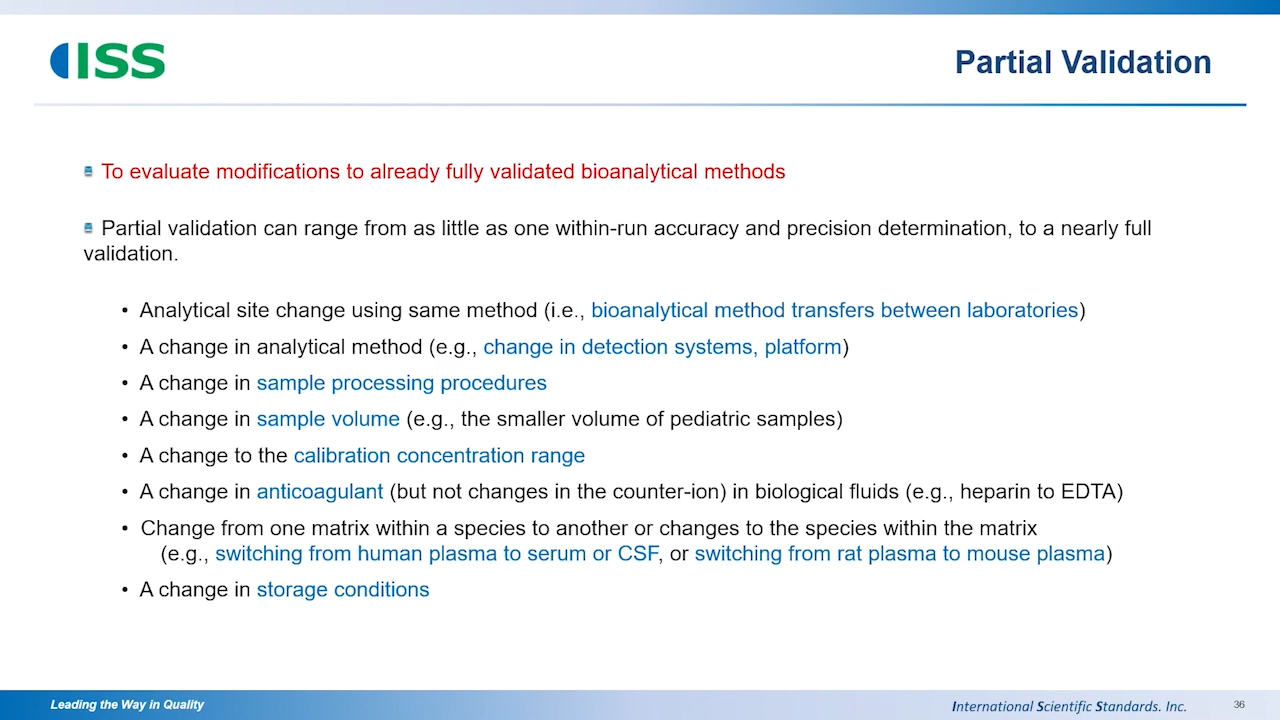 ISS
Partial Validation
To evaluate modifications to already fully validated bioanalytical methods
Partial validation can range from as little as one within-run accuracy and precision determination, to a nearly full
validation.
• Analytical site change using same method (i.e., bioanalytical method transfers between laboratories)
• A change in analytical method (e.g., change in detection systems, platform)
• A change in sample processing procedures
• A change in sample volume (e.g., the smaller volume of pediatric samples)
• A change to the calibration concentration range
• A change in anticoagulant (but not changes in the counter-ion) in biological fluids (e.g., heparin to EDTA)
• Change from one matrix within a species to another or changes to the species within the matrix
(e.g., switching from human plasma to serum or CSF, or switching from rat plasma to mouse plasma)
• A change in storage conditions
Leading the Way in Quality
International Scientific Standards. Inc.
36